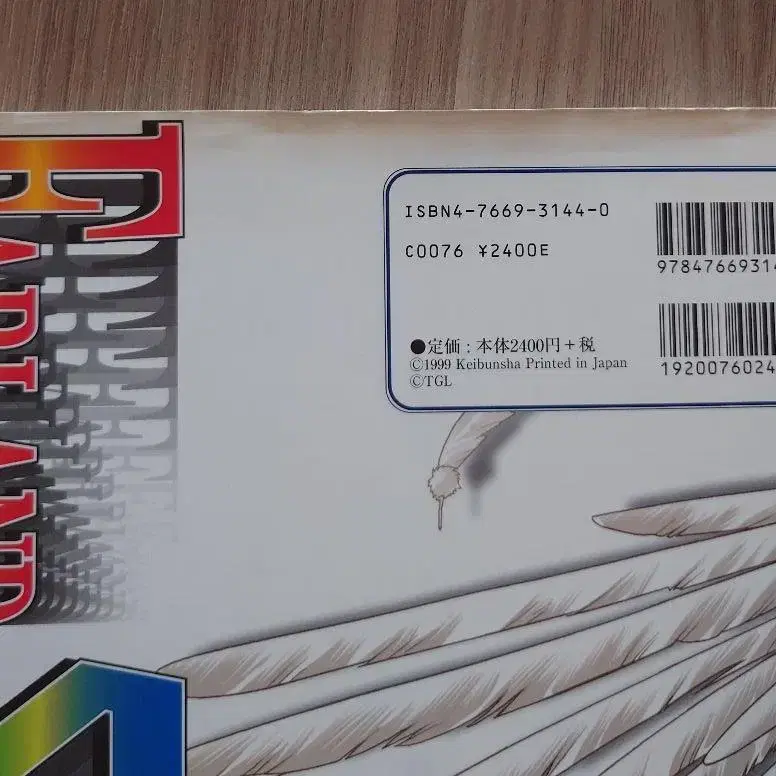 ISBN4-7669-3144-0
C0076 ¥2400E
97847669314
●定価：本体2400円＋税
©1999 Keibunsha Printed in Japan
©TGL
1920076024